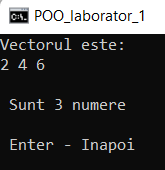 POO_laborator_1
Vectorul este:
2 4 6
Sunt 3 numere
Enter - Inapoi